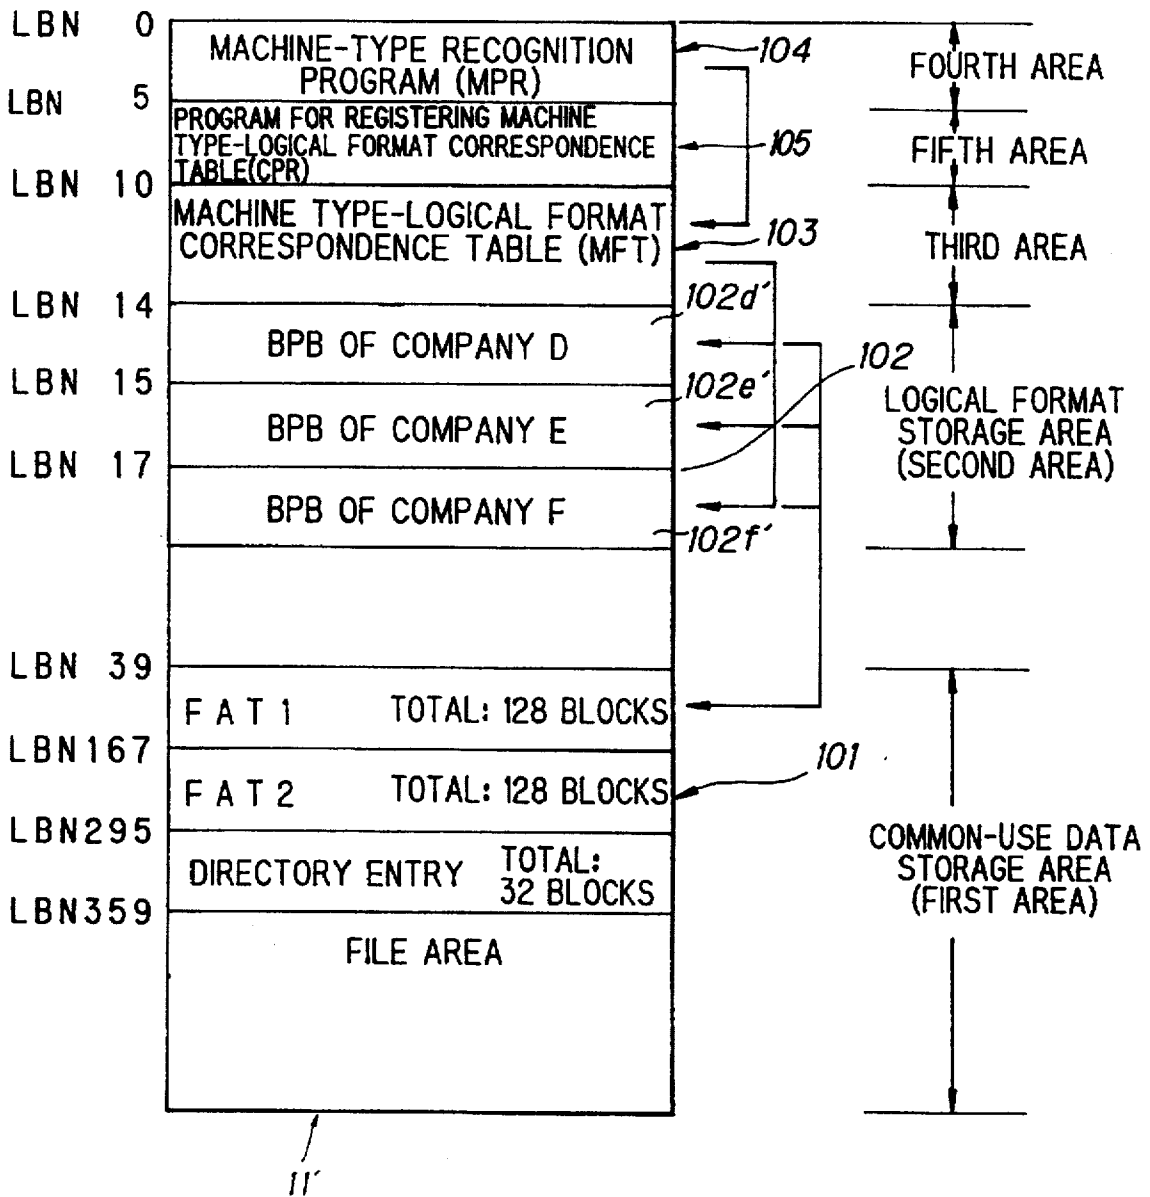 LBN 0
MACHINE-TYPE RECOGNITION
PROGRAM (MPR)
104
FOURTH AREA
LBN 5
PROGRAM FOR REGISTERING MACHINE
TYPE-LOGICAL FORMAT CORRESPONDENCE
TABLE(CPR)
105
FIFTH AREA
LBN 10
MACHINE TYPE-LOGICAL FORMAT
CORRESPONDENCE TABLE (MFT)
103
THIRD AREA
LBN 14
102d'
BPB OF COMPANY D
102
LBN 15
102e'
BPB OF COMPANY E
LOGICAL FORMAT
STORAGE AREA
(SECOND AREA)
LBN 17
BPB OF COMPANY F
102f'
LBN 39
FAT1 TOTAL: 128 BLOCKS
LBN167
101
FAT2 TOTAL: 128 BLOCKS
LBN295
DIRECTORY ENTRY TOTAL:
32 BLOCKS
COMMON-USE DATA
STORAGE AREA
(FIRST AREA)
LBN359
FILE AREA
11'